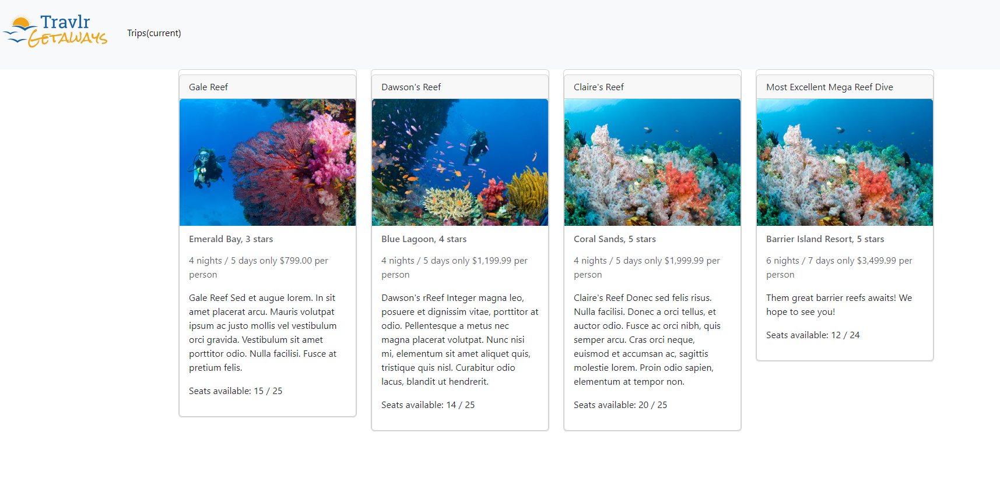 Travlr
Getaways
Trips(current)
Gale Reef
Emerald Bay, 3 stars
4 nights / 5 days only $799.00 per
person
Gale Reef Sed et augue lorem. In sit
amet placerat arcu. Mauris volutpat
ipsum ac justo mollis vel vestibulum
orci gravida. Vestibulum sit amet
porttitor odio. Nulla facilisi. Fusce at
pretium felis.
Seats available: 15 / 25
Dawson's Reef
Blue Lagoon, 4 stars
4 nights / 5 days only $1,199.99 per
person
Dawson's rReef Integer magna leo,
posuere et dignissim vitae, porttitor at
odio. Pellentesque a metus nec
magna placerat volutpat. Nunc nisi
mi, elementum sit amet aliquet quis,
tristique quis nisl. Curabitur odio
lacus, blandit ut hendrerit.
Seats available: 14 / 25
Claire's Reef
Coral Sands, 5 stars
4 nights / 5 days only $1,999.99 per
person
Claire's Reef Donec sed felis risus.
Nulla facilisi. Donec a orci tellus, et
auctor odio. Fusce ac orci nibh, quis
semper arcu. Cras orci neque,
euismod et accumsan ac, sagittis
molestie lorem. Proin odio sapien,
elementum at tempor non.
Seats available: 20 / 25
Most Excellent Mega Reef Dive
Barrier Island Resort, 5 stars
6 nights / 7 days only $3,499.99 per
person
Them great barrier reefs awaits! We
hope to see you!
Seats available: 12 / 24